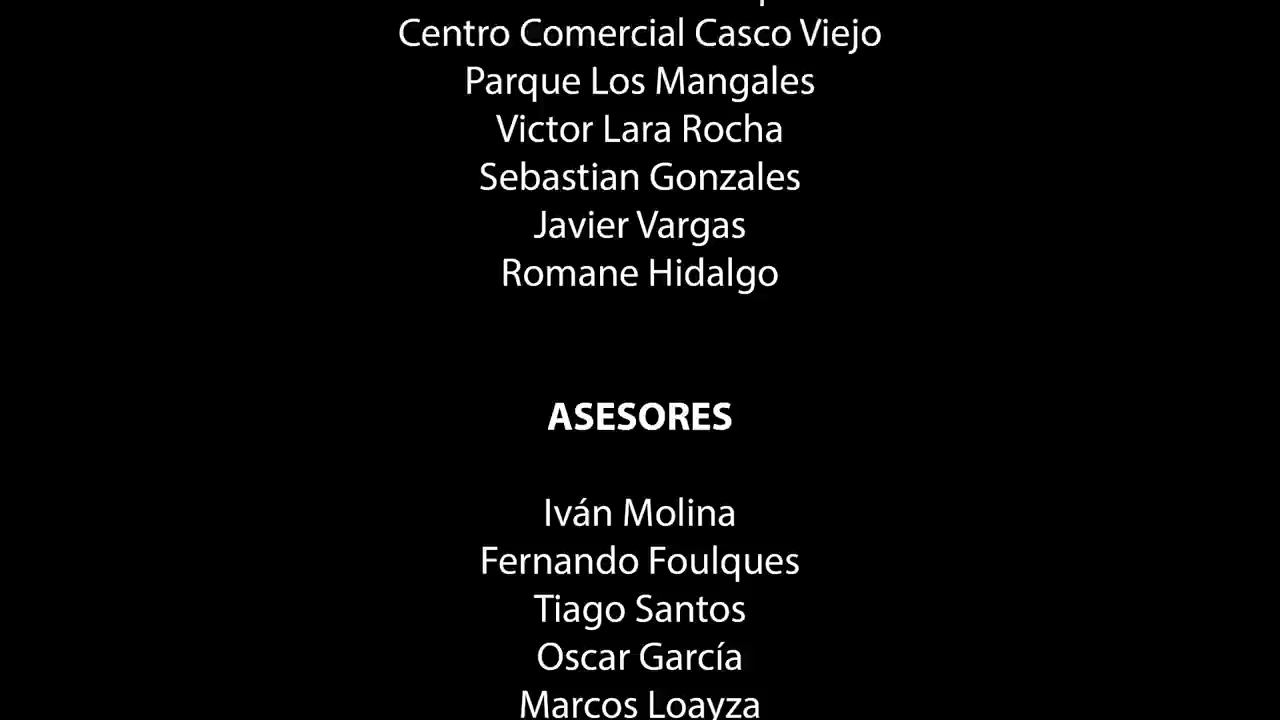 Centro Comercial Casco Viejo
Parque Los Mangales
Victor Lara Rocha
Sebastian Gonzales
Javier Vargas
Romane Hidalgo
ASESORES
Iván Molina
Fernando Foulques
Tiago Santos
Oscar García
Marcos Loayza